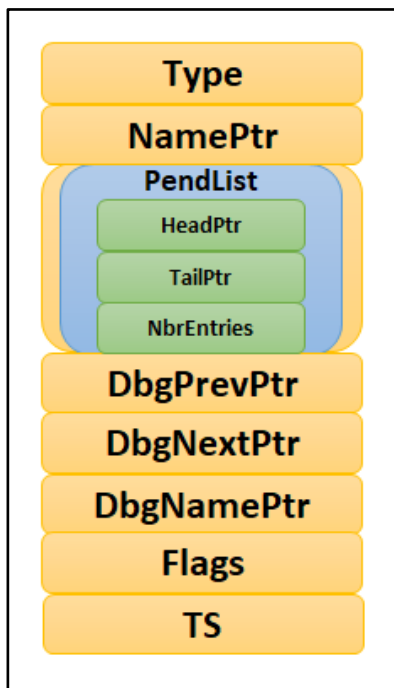 Type
NamePtr
PendList
HeadPtr
TailPtr
NbrEntries
DbgPrevPtr
DbgNextPtr
DbgNamePtr
Flags
TS